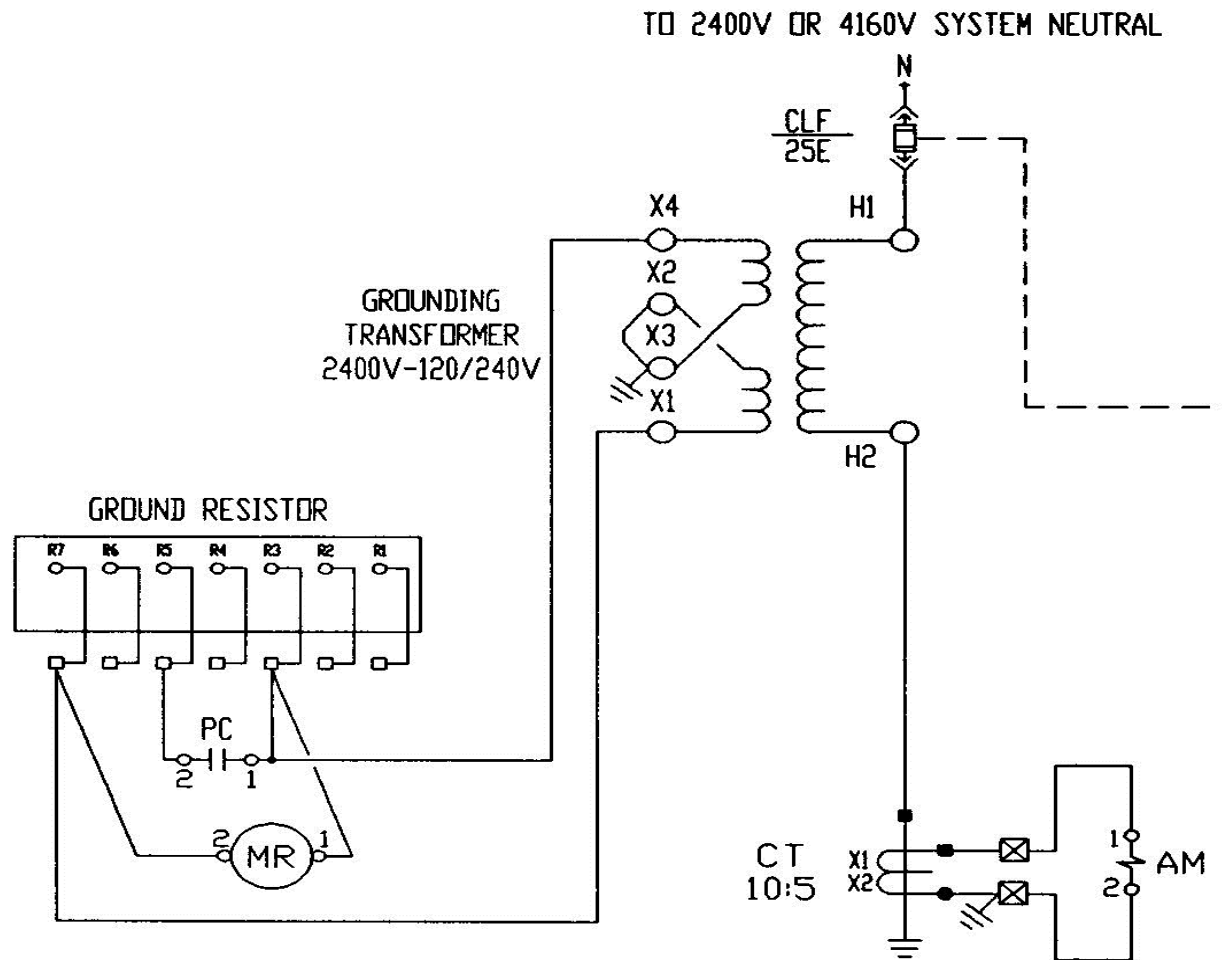 TO 2400V OR 4160V SYSTEM NEUTRAL
N
CLF
25E
X4
H1
X2
GROUNDING
TRANSFORMER
2400V-120/240V
X3
X1
H2
GROUND RESISTOR
R7 R6 R5 R4 R3 R2 R1
PC
2 1
2 MR 1
CT
10:5
X1
X2
1
2
AM